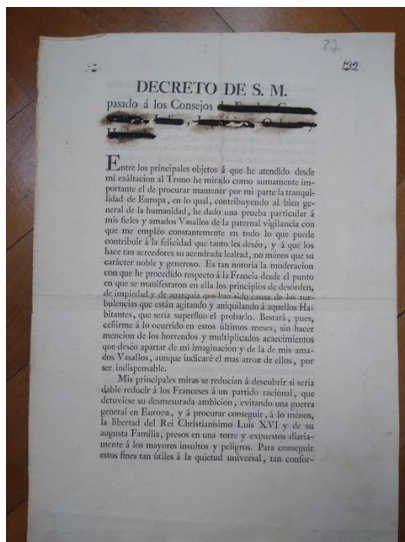 22
132
DECRETO DE S. M.
pasado á los Consejos
Entre los principales objetos á que he atendido desde
mi exâltacion al Trono he mirado como sumamente im-
portante el de procurar mantener por mi parte la tranqui-
lidad de Europa, en lo qual, contribuyendo al bien ge-
neral de la humanidad, he dado una prueba particular á
mis fieles y amados Vasallos de la paternal vigilancia con
que me empléo constantemente en todo lo que puede
contribuir á la felicidad que tanto les deséo, y á que los
hace tan acreédores su acendrada lealtad, no ménos que su
carácter noble y generoso. Es tan notoria la moderacion
con que he procedido respecto á la Francia desde el punto
en que se manifestaron en ella los principios de desórden,
de impiedad y de anarquía que han sido causa de las tur-
bulencias que están agitando y aniquilando á aquellos Ha-
bitantes, que sería superfluo el probarlo. Bastará, pues,
ceñirme á lo ocurrido en estos últimos meses, sin hacer
mencion de los horrendos y multiplicados acaecimientos
que deséo apartar de mi imaginacion y de la de mis ama-
dos Vasallos, aunque indicaré el mas atroz de ellos, por
ser indispensable.
Mis principales miras se reducían á descubrir si sería
dable reducir á los Franceses á un partido racional, que
detuviese su desmesurada ambicion, evitando una guerra
general en Europa, y á procurar conseguir, á lo ménos,
la libertad del Rei Christianísimo Luis XVI y de su
augusta Familia, presos en una torre y expuestos diaria-
mente á los mayores insultos y peligros. Para conseguir
estos fines tan útiles á la quietud universal, tan confor-